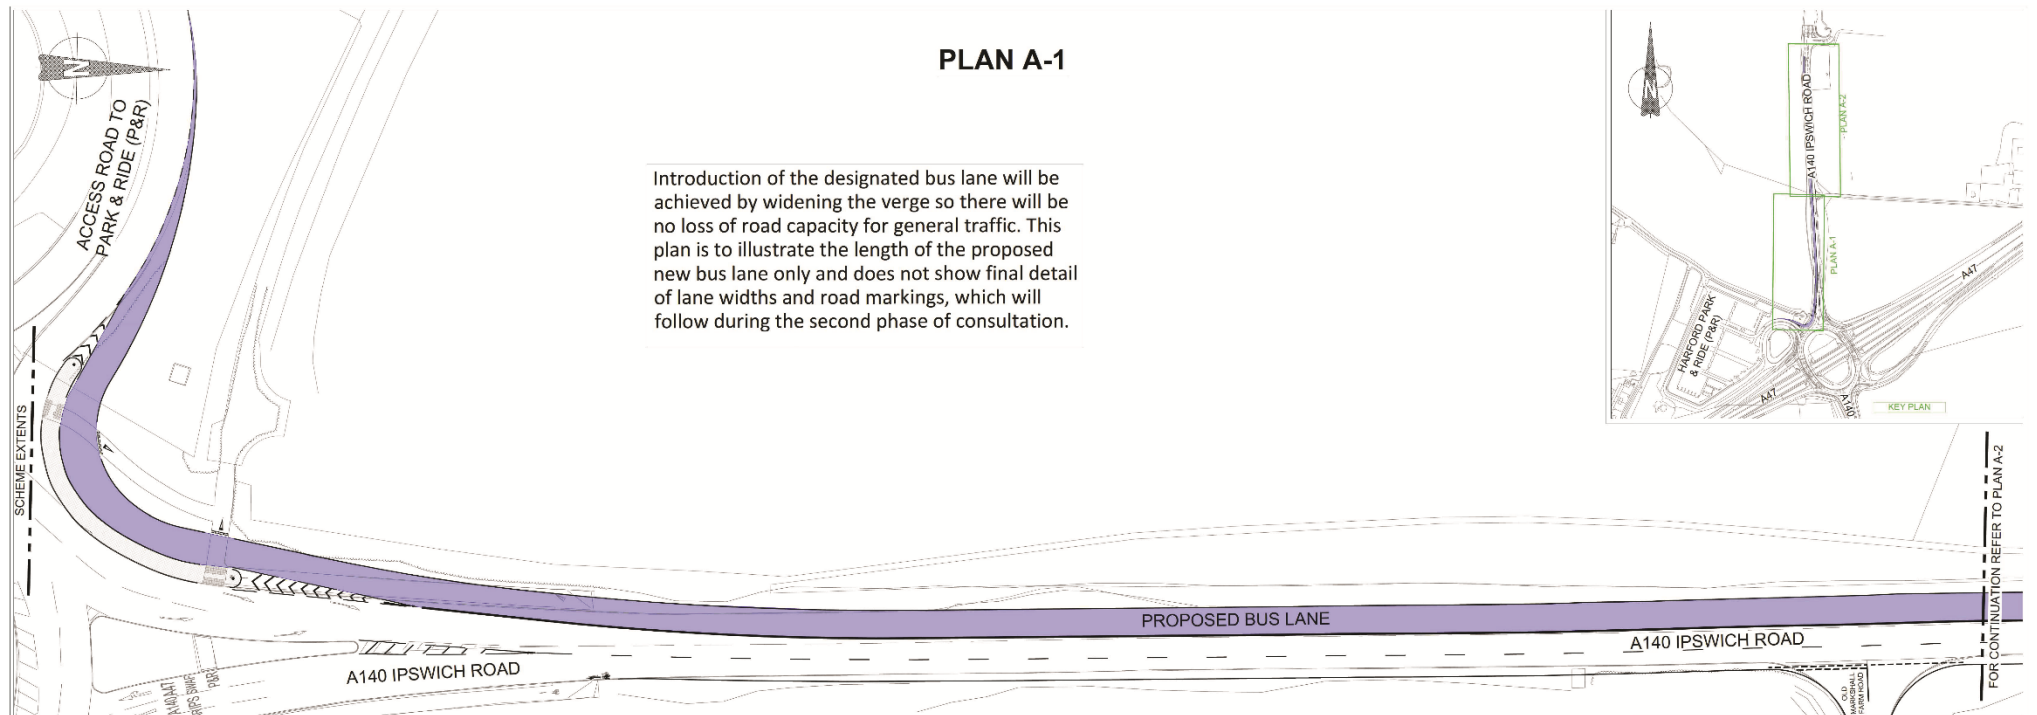 PLAN A-1
N
ACCESS ROAD TO
PARK & RIDE (P&R)
Introduction of the designated bus lane will be
achieved by widening the verge so there will be
no loss of road capacity for general traffic. This
plan is to illustrate the length of the proposed
new bus lane only and does not show final detail
of lane widths and road markings, which will
follow during the second phase of consultation.
N
A140 IPSWICH ROAD
PLAN A-2
PLAN A-1
A47
HARFORD PARK
& RIDE (P&R)
A47
A140
KEY PLAN
SCHEME EXTENTS
FOR CONTINUATION REFER TO PLAN A-2
PROPOSED BUS LANE
A140 IPSWICH ROAD
A140 IPSWICH ROAD
P&R
OLD
MARKSHALL
FARM ROAD